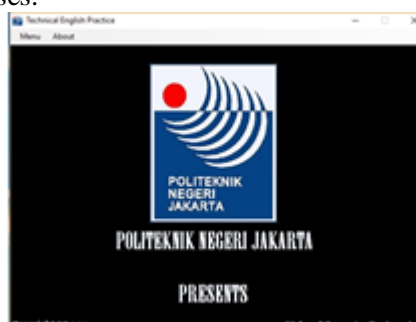 ses.
Technical English Practice
Menu About
POLITEKNIK
NEGERI
JAKARTA
POLITEKNIK NEGERI JAKARTA
PRESENTS